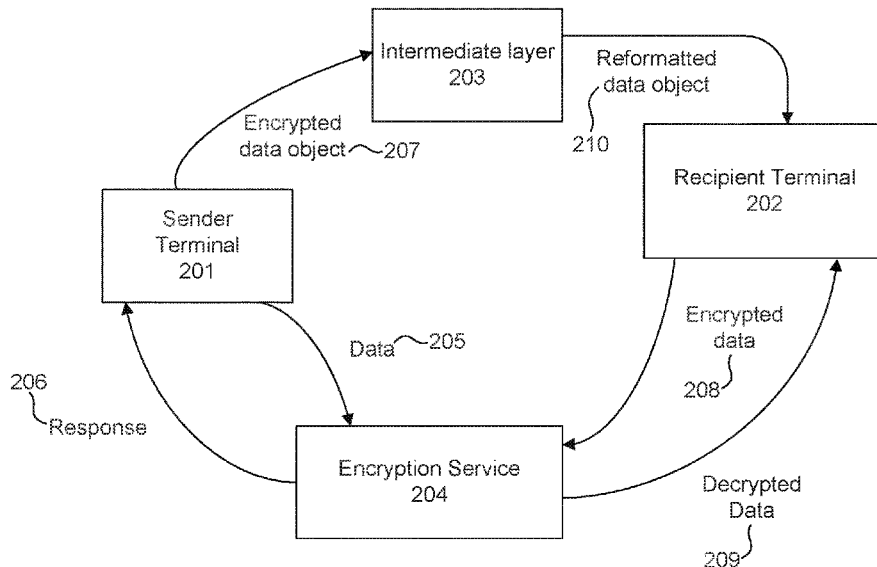 Intermediate layer
203
Reformatted
data object
210
Encrypted
data object
207
Recipient Terminal
202
Sender
Terminal
201
Data
205
Encrypted
data
208
206
Response
Encryption Service
204
Decrypted
Data
209